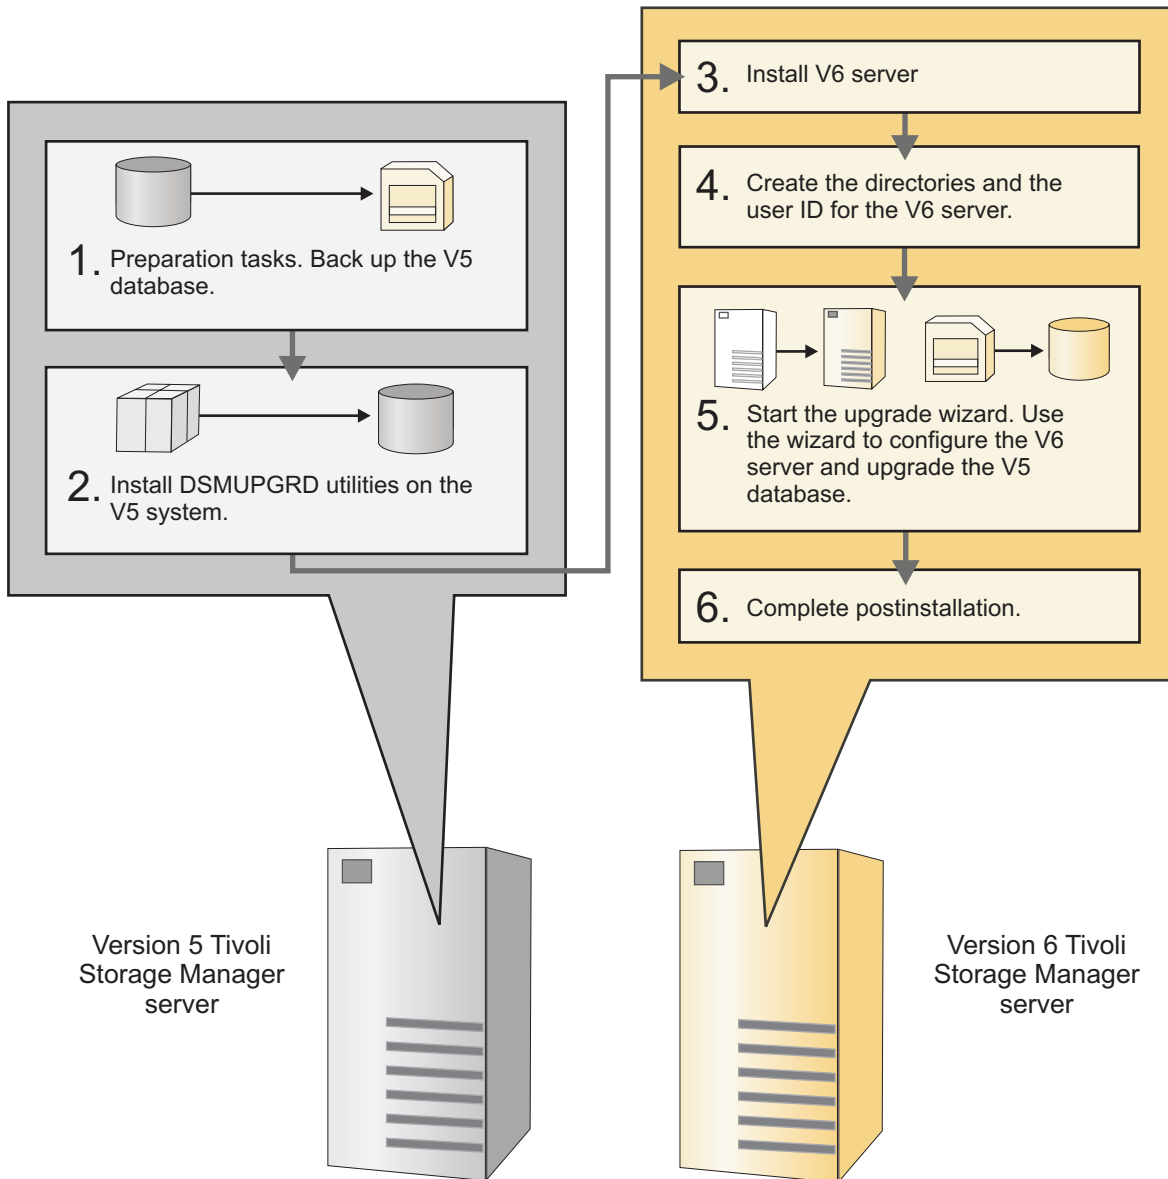 1. Preparation tasks. Back up the V5
database.
2. Install DSMUPGRD utilities on the
V5 system.
3. Install V6 server
4. Create the directories and the
user ID for the V6 server.
5. Start the upgrade wizard. Use
the wizard to configure the V6
server and upgrade the V5
database.
6. Complete postinstallation.
Version 5 Tivoli
Storage Manager
server
Version 6 Tivoli
Storage Manager
server